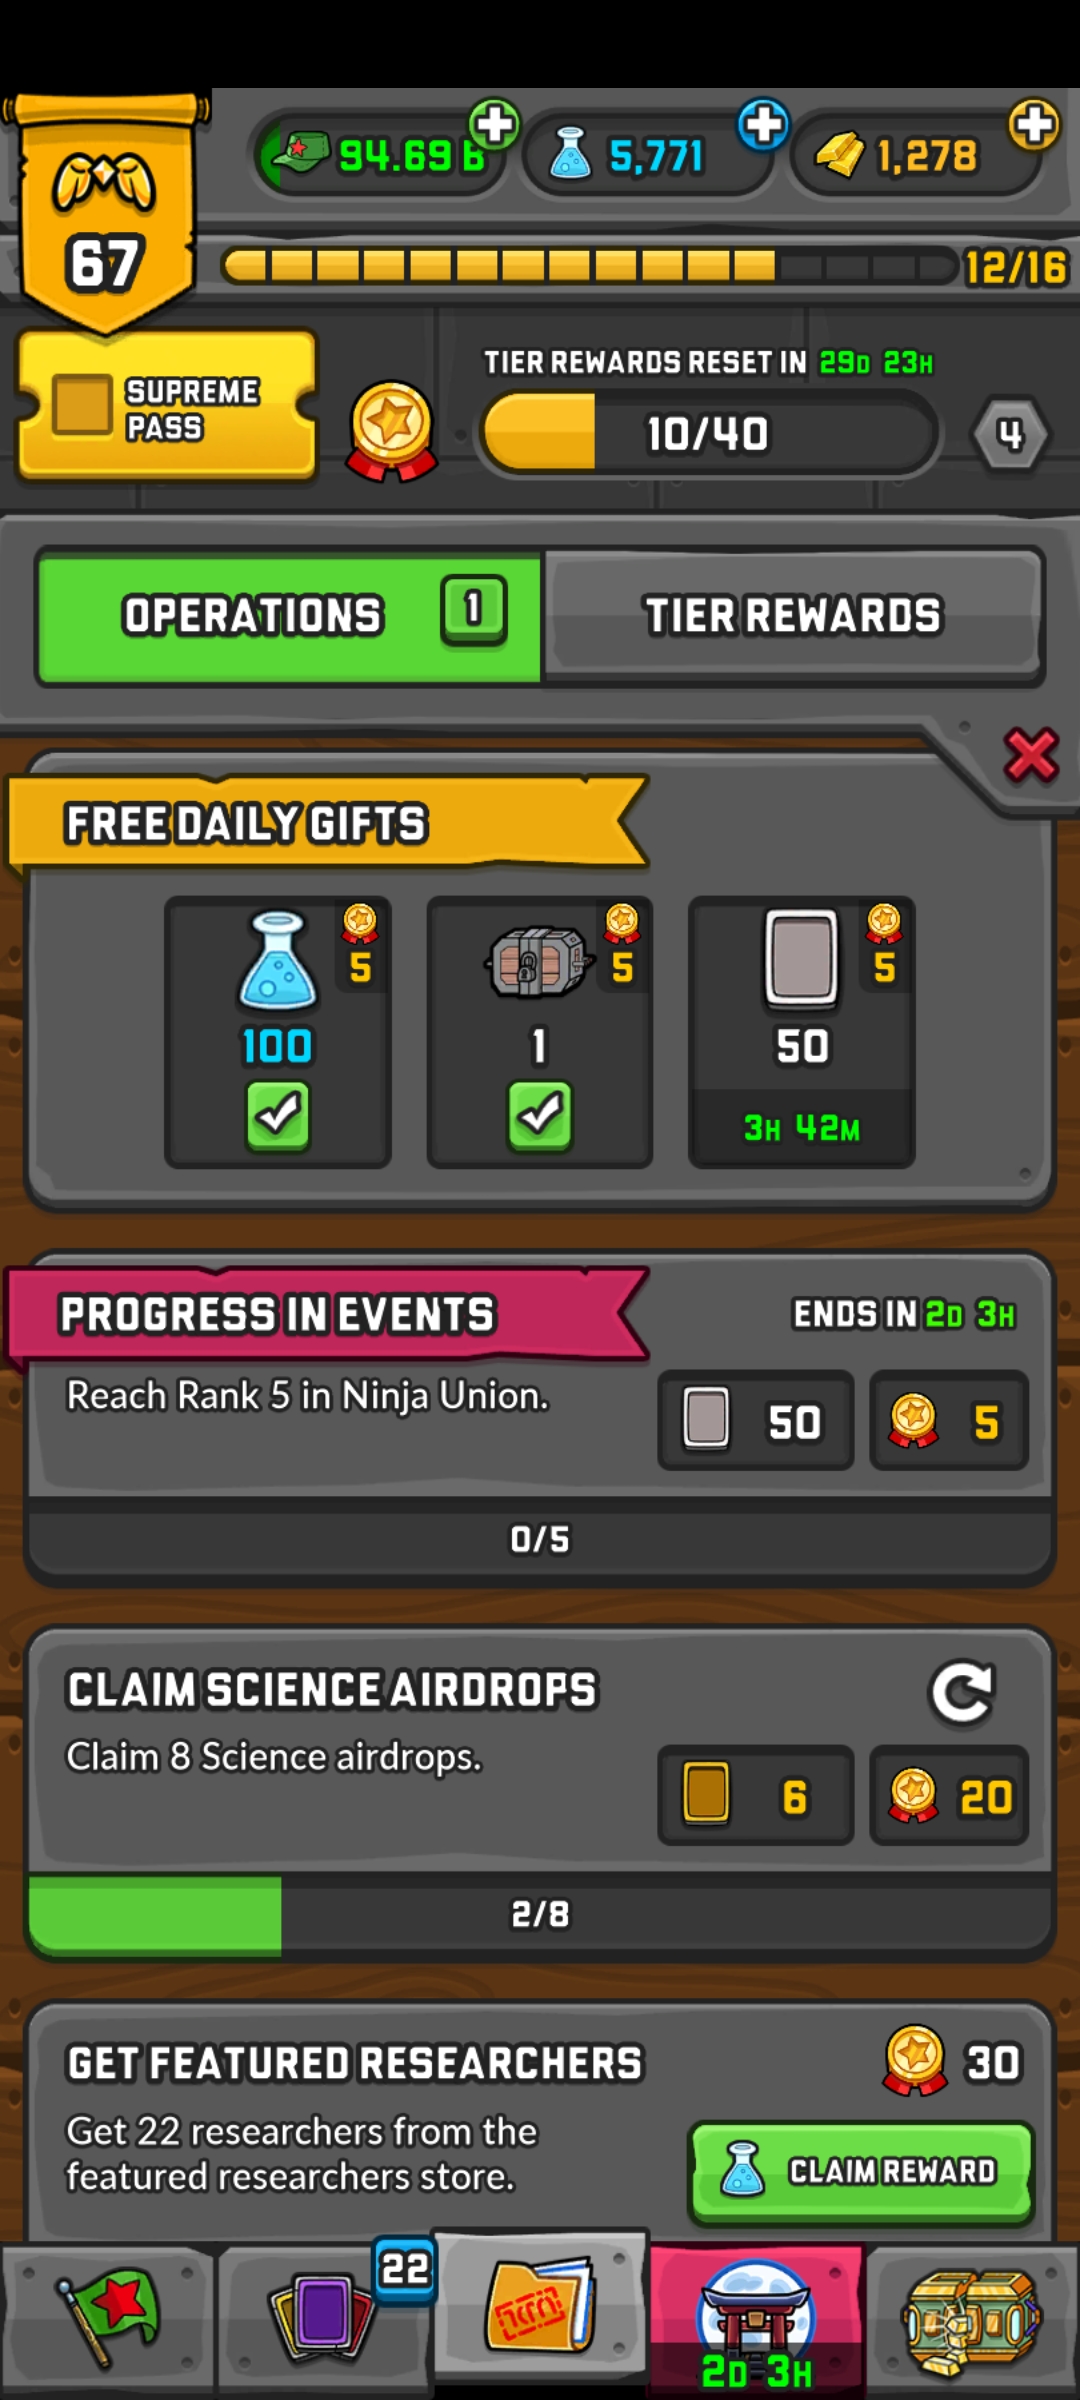 94.69 B
5,771
1,278
67
12/16
SUPREME
PASS
TIER REWARDS RESET IN 29D 23H
10/40
4
OPERATIONS 1
TIER REWARDS
FREE DAILY GIFTS
5
5
5
100
1
50
3H 42M
PROGRESS IN EVENTS
ENDS IN 2D 3H
Reach Rank 5 in Ninja Union.
50
5
0/5
CLAIM SCIENCE AIRDROPS
Claim 8 Science airdrops.
6
20
2/8
GET FEATURED RESEARCHERS
30
Get 22 researchers from the
featured researchers store.
CLAIM REWARD
22
2D 3H